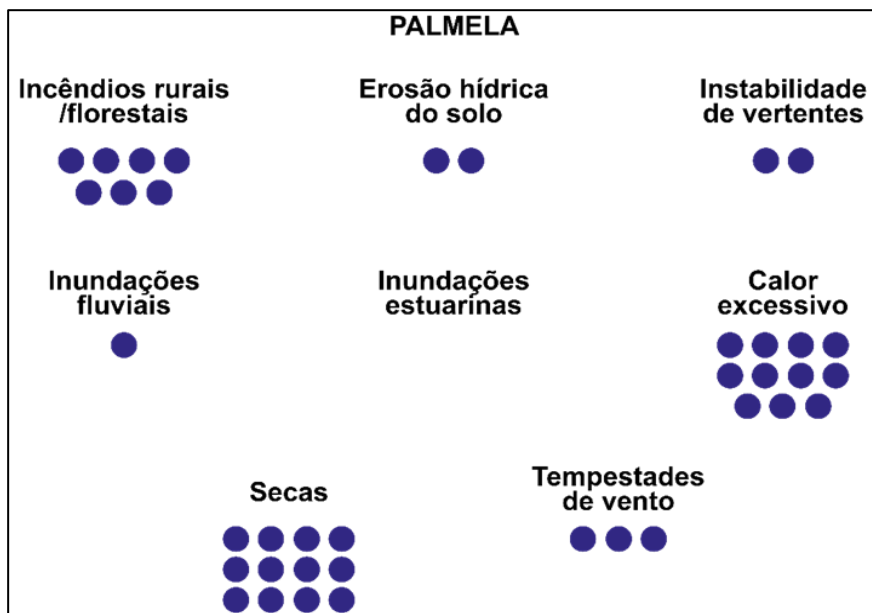 PALMELA
Incêndios rurais
/florestais
Erosão hídrica
do solo
Instabilidade
de vertentes
Inundações
fluviais
Inundações
estuarinas
Calor
excessivo
Secas
Tempestades
de vento